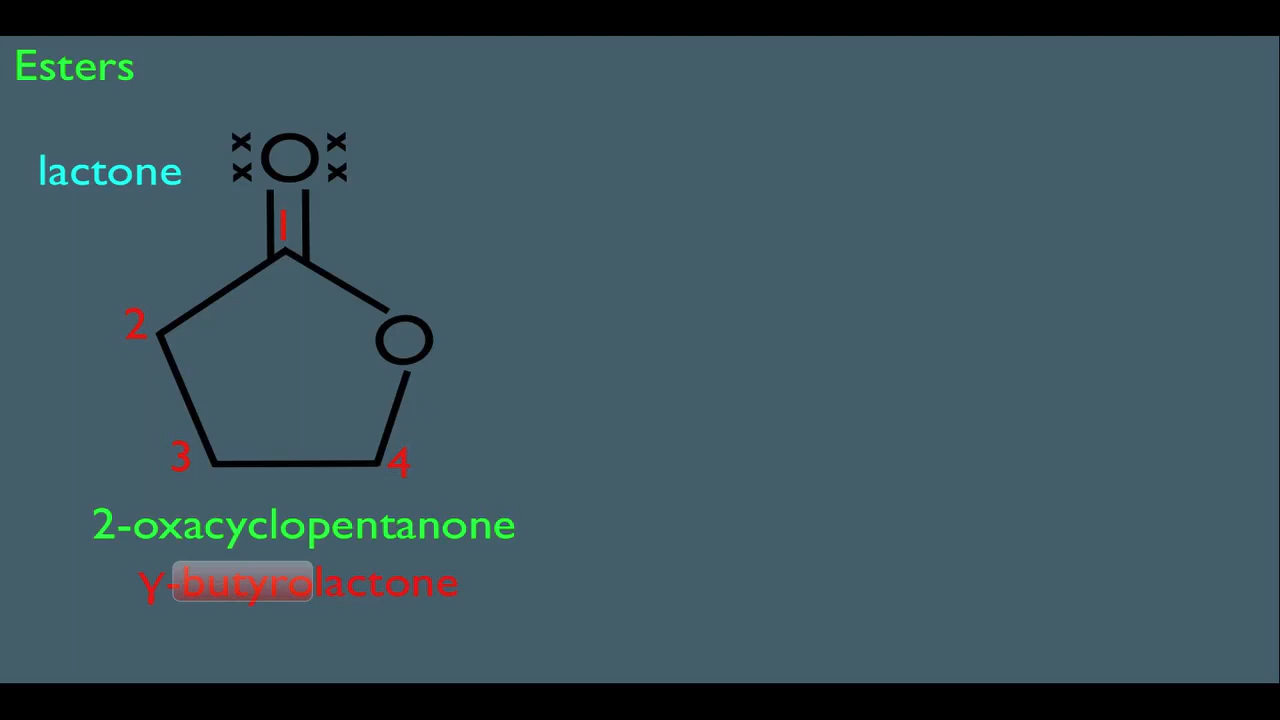 Esters
lactone
x O x
x x
1
2
O
3
4
2-oxacyclopentanone
γ-butyrolactone